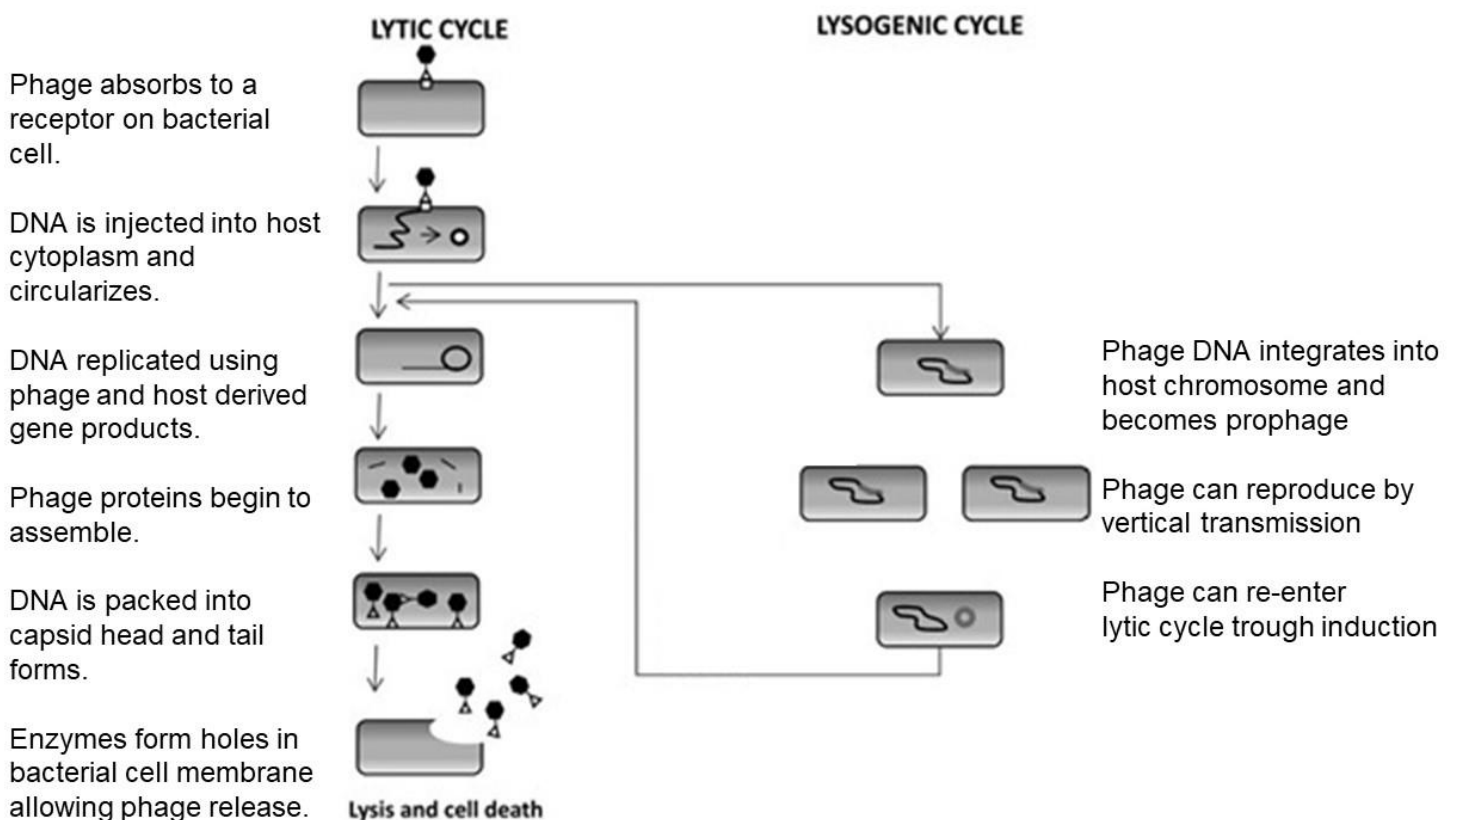 LYTIC CYCLE
LYSOGENIC CYCLE
Phage absorbs to a
receptor on bacterial
cell.
DNA is injected into host
cytoplasm and
circularizes.
DNA replicated using
phage and host derived
gene products.
Phage proteins begin to
assemble.
DNA is packed into
capsid head and tail
forms.
Enzymes form holes in
bacterial cell membrane
allowing phage release.
Lysis and cell death
Phage DNA integrates into
host chromosome and
becomes prophage
Phage can reproduce by
vertical transmission
Phage can re-enter
lytic cycle trough induction